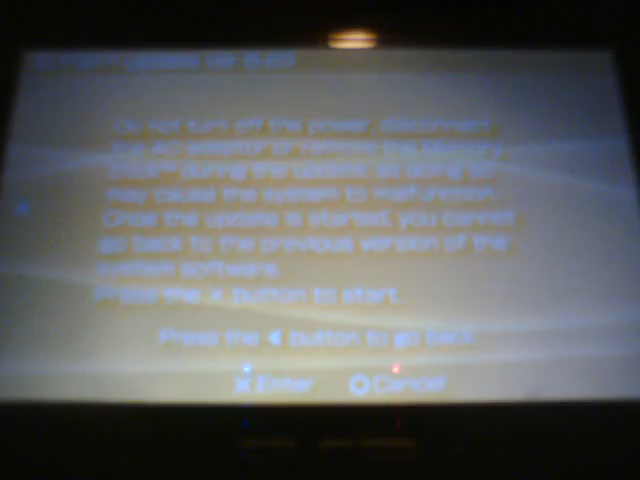 Do not turn off the power, disconnect
the AC adaptor or remove the Memory
Stick™ during the update as doing so
may cause the system to malfunction.
Once the update is started, you cannot
go back to the previous version of the
system software.
Press the × button to start.
Press the ◀ button to go back.
× Enter ○ Cancel